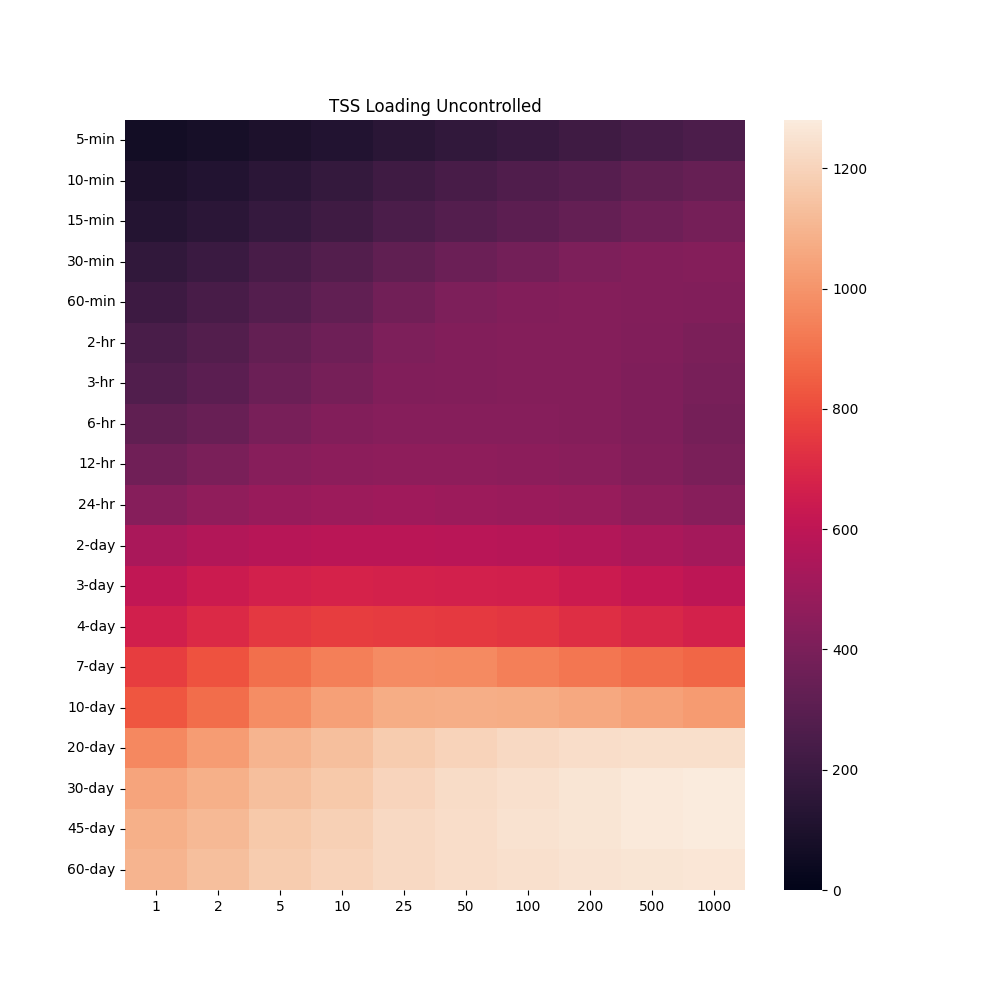 TSS Loading Uncontrolled
5-min
10-min
15-min
30-min
60-min
2-hr
3-hr
6-hr
12-hr
24-hr
2-day
3-day
4-day
7-day
10-day
20-day
30-day
45-day
60-day
1 2 5 10 25 50 100 200 500 1000
1200
1000
800
600
400
200
0